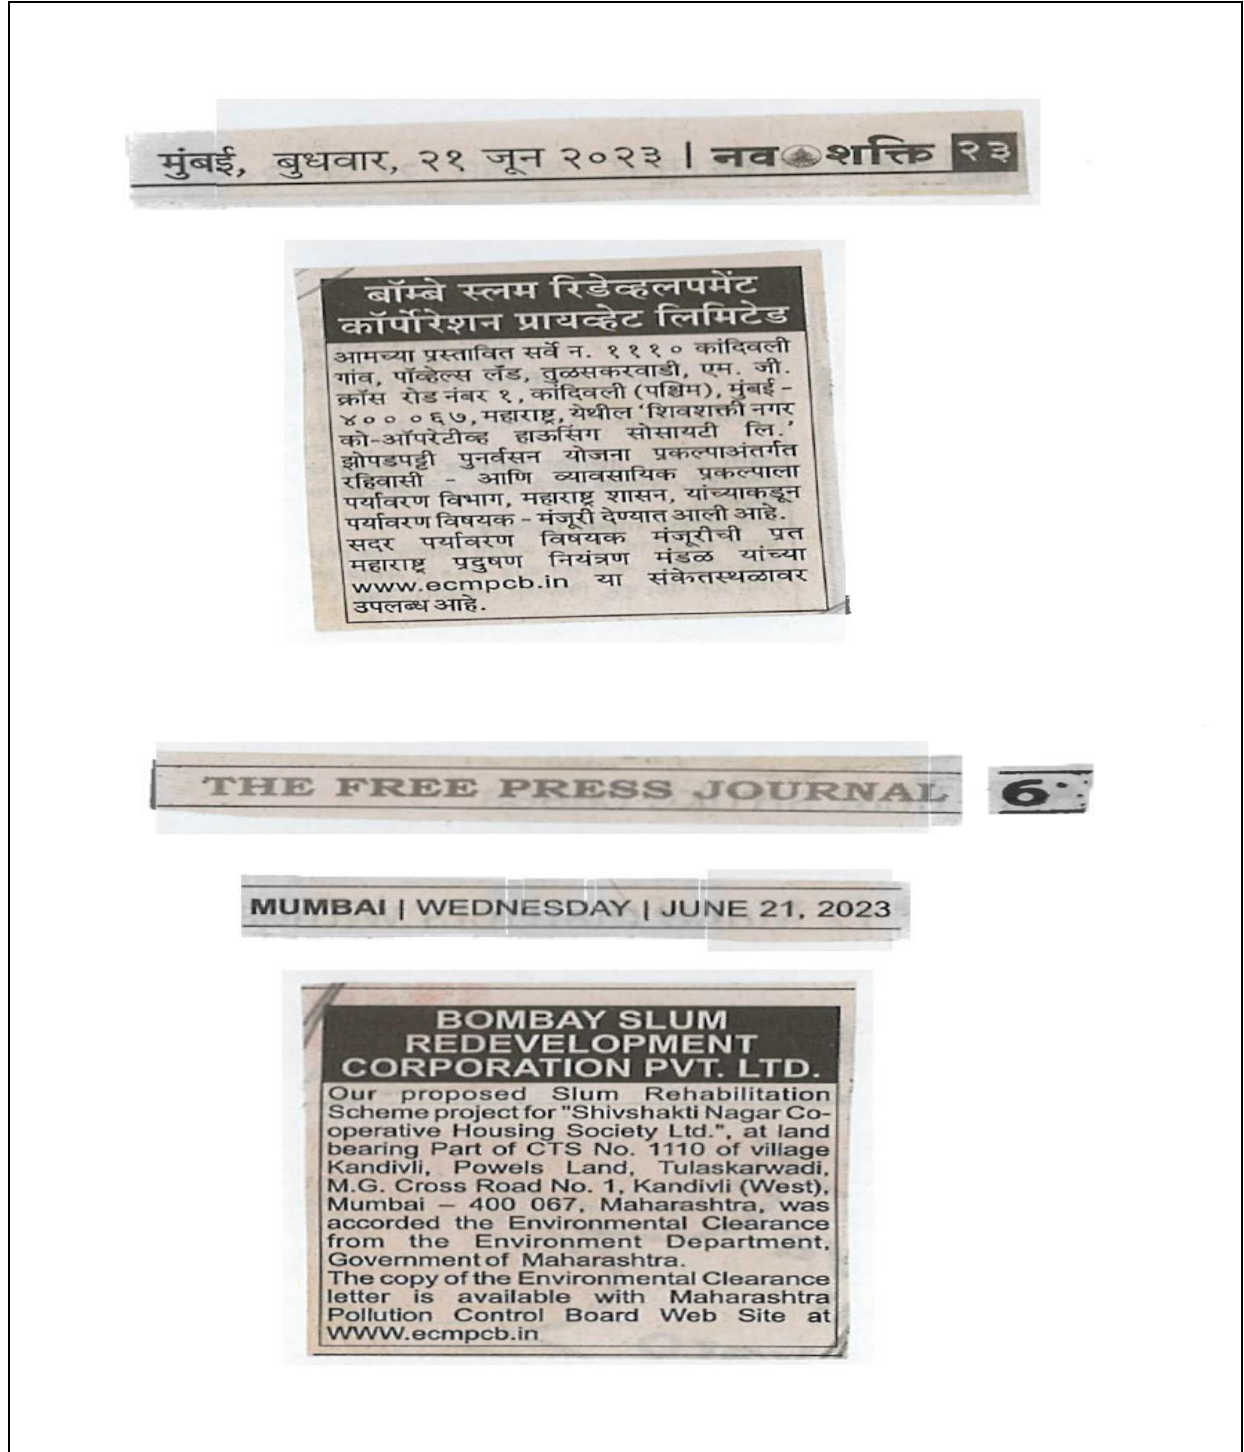 मुंबई, बुधवार, २१ जून २०२३ | नव शक्ति २३
बॉम्बे स्लम रिडेव्हलपमेंट
कॉर्पोरेशन प्रायव्हेट लिमिटेड
आमच्या प्रस्तावित सर्वे न. १११० कांदिवली
गांव, पॉव्हेल्स लँड, तुळसकरवाडी, एम. जी.
क्रॉस रोड नंबर १, कांदिवली (पश्चिम), मुंबई -
४०० ०६७, महाराष्ट्र, येथील 'शिवशक्ती नगर
को-ऑपरेटीव्ह हाऊसिंग सोसायटी लि.'
झोपडपट्टी पुनर्वसन योजना प्रकल्पाअंतर्गत
रहिवासी - आणि व्यावसायिक प्रकल्पाला
पर्यावरण विभाग, महाराष्ट्र शासन, यांच्याकडून
पर्यावरण विषयक - मंजूरी देण्यात आली आहे.
सदर पर्यावरण विषयक मंजूरीची प्रत
महाराष्ट्र प्रदुषण नियंत्रण मंडळ यांच्या
www.ecmpcb.in या संकेतस्थळावर
उपलब्ध आहे.
THE FREE PRESS JOURNAL 6
MUMBAI | WEDNESDAY | JUNE 21, 2023
BOMBAY SLUM
REDEVELOPMENT
CORPORATION PVT. LTD.
Our proposed Slum Rehabilitation
Scheme project for "Shivshakti Nagar Co-
operative Housing Society Ltd.", at land
bearing Part of CTS No. 1110 of village
Kandivli, Powels Land, Tulaskarwadi,
M.G. Cross Road No. 1, Kandivli (West),
Mumbai – 400 067, Maharashtra, was
accorded the Environmental Clearance
from the Environment Department,
Government of Maharashtra.
The copy of the Environmental Clearance
letter is available with Maharashtra
Pollution Control Board Web Site at
WWW.ecmpcb.in